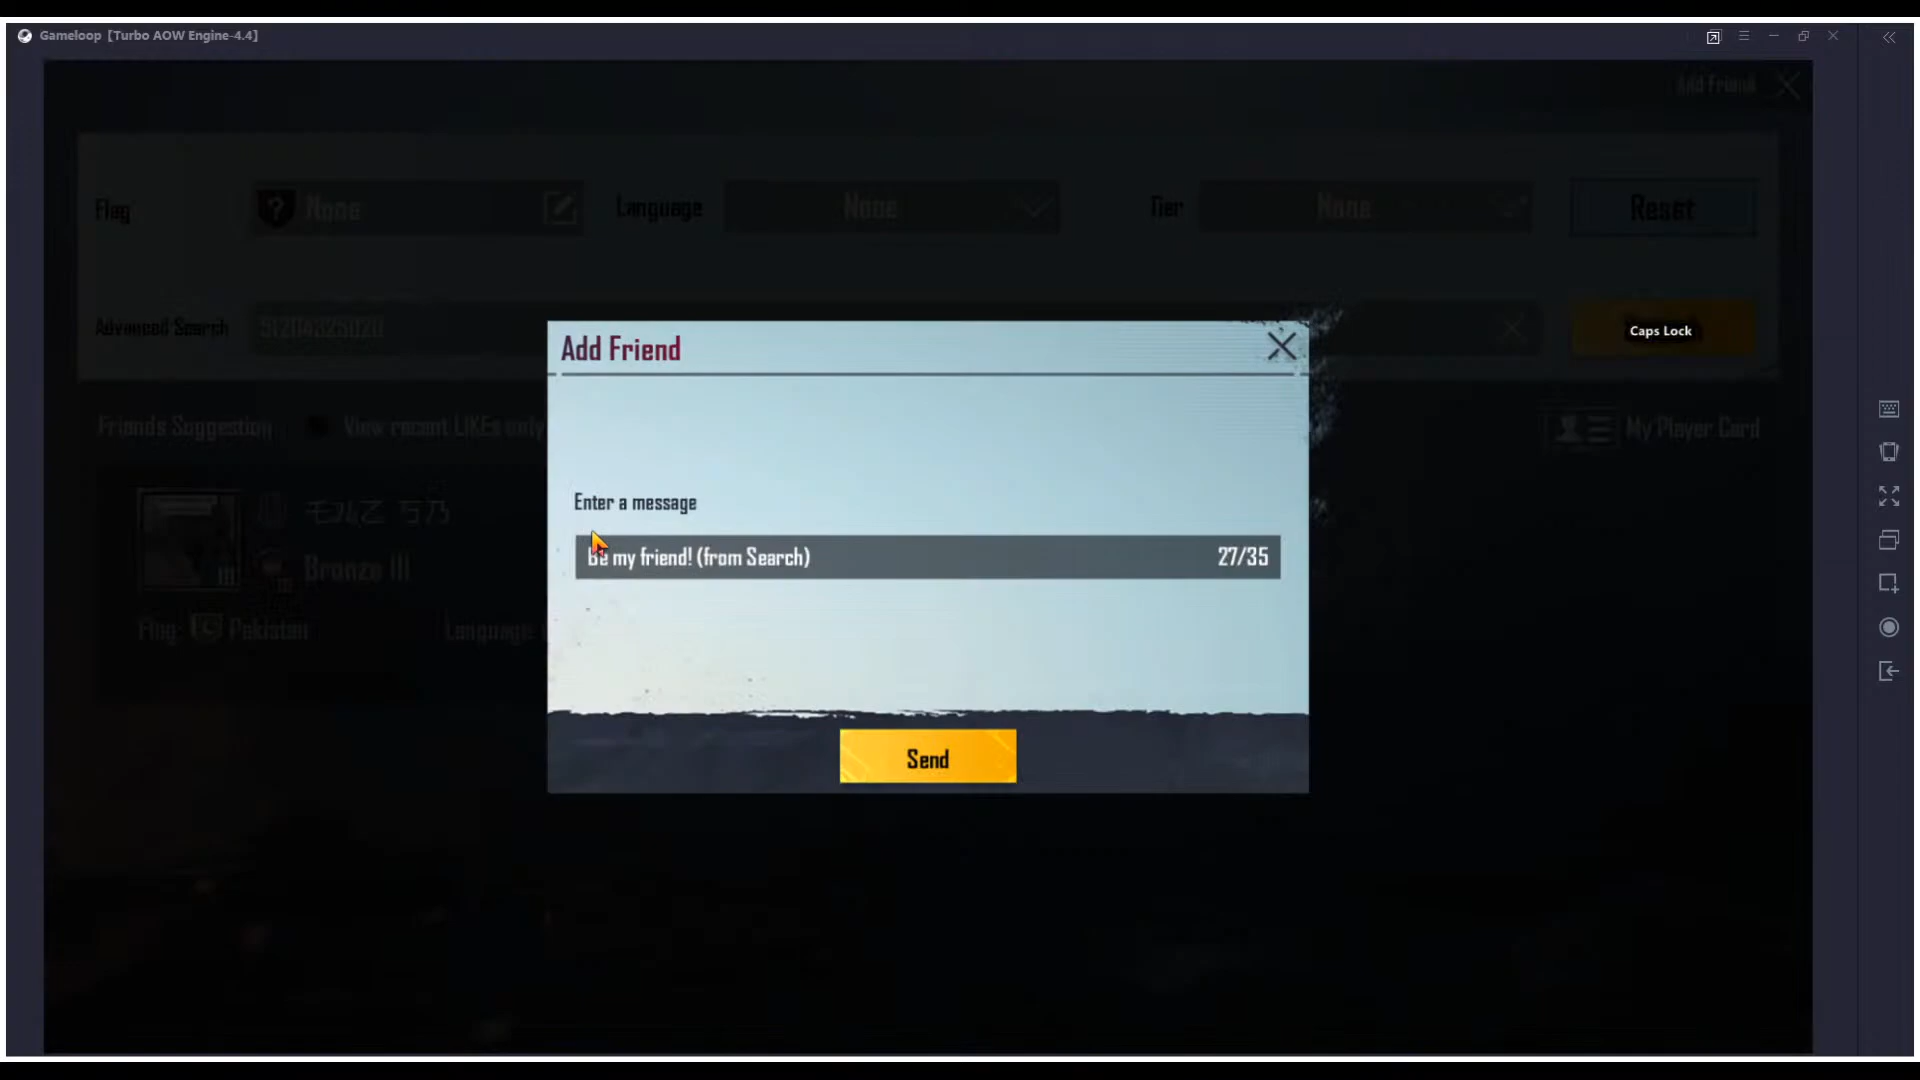 Gameloop [Turbo AOW Engine-4.4]
Add Friend
Flag
? None
Language
None
Tier
None
Reset
Advanced Search
Caps Lock
Add Friend
Friends Suggestion
View recent LIKEs only
My Player Card
Enter a message
Be my friend! (from Search)
27/35
Bronze III
Flag:
Pakistan
Language
Send